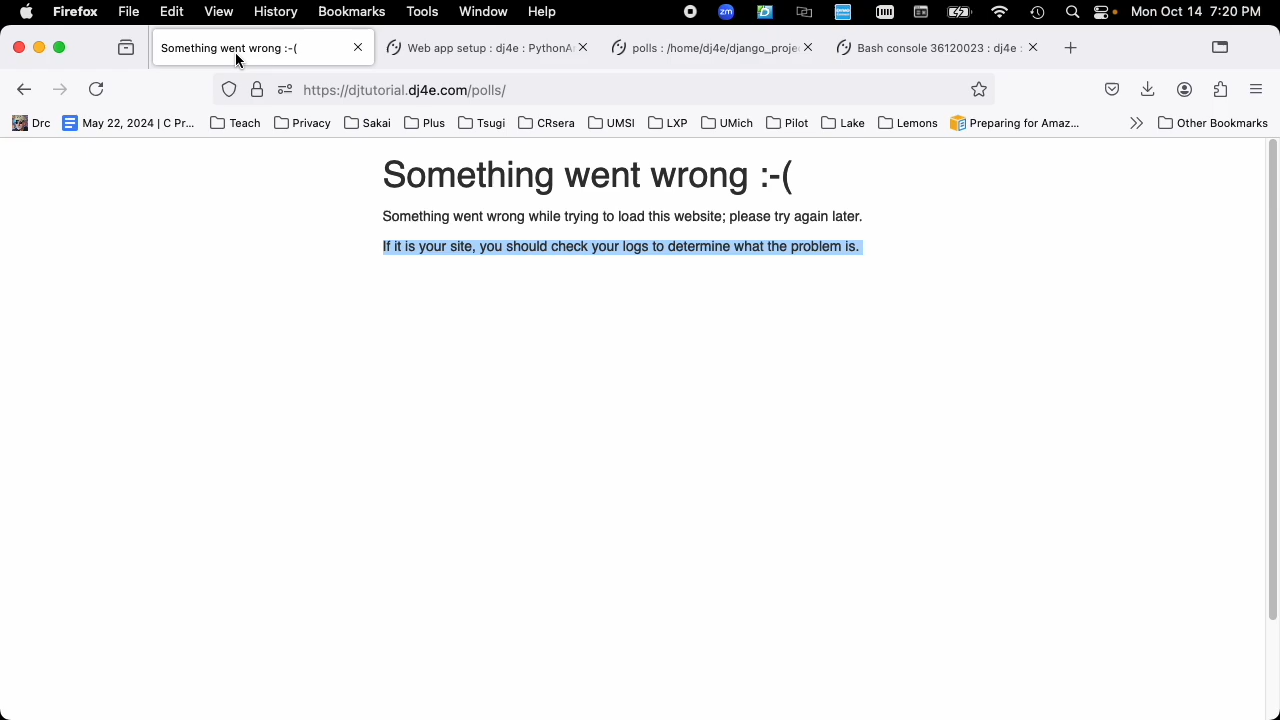 Firefox File Edit View History Bookmarks Tools Window Help zm Mon Oct 14 7:20 PM
Something went wrong :-( Web app setup : dj4e : PythonA polls : /home/dj4e/django_proje Bash console 36120023 : dj4e :
https://djtutorial.dj4e.com/polls/
Drc May 22, 2024 | C Pr... Teach Privacy Sakai Plus Tsugi CRsera UMSI LXP UMich Pilot Lake Lemons Preparing for Amaz... Other Bookmarks
Something went wrong :-(
Something went wrong while trying to load this website; please try again later.
If it is your site, you should check your logs to determine what the problem is.